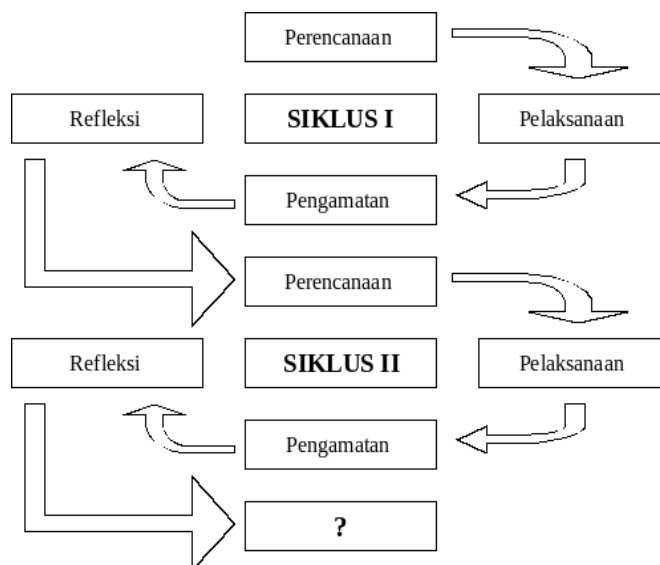 Perencanaan
Refleksi
SIKLUS I
Pelaksanaan
Pengamatan
Perencanaan
Refleksi
SIKLUS II
Pelaksanaan
Pengamatan
?